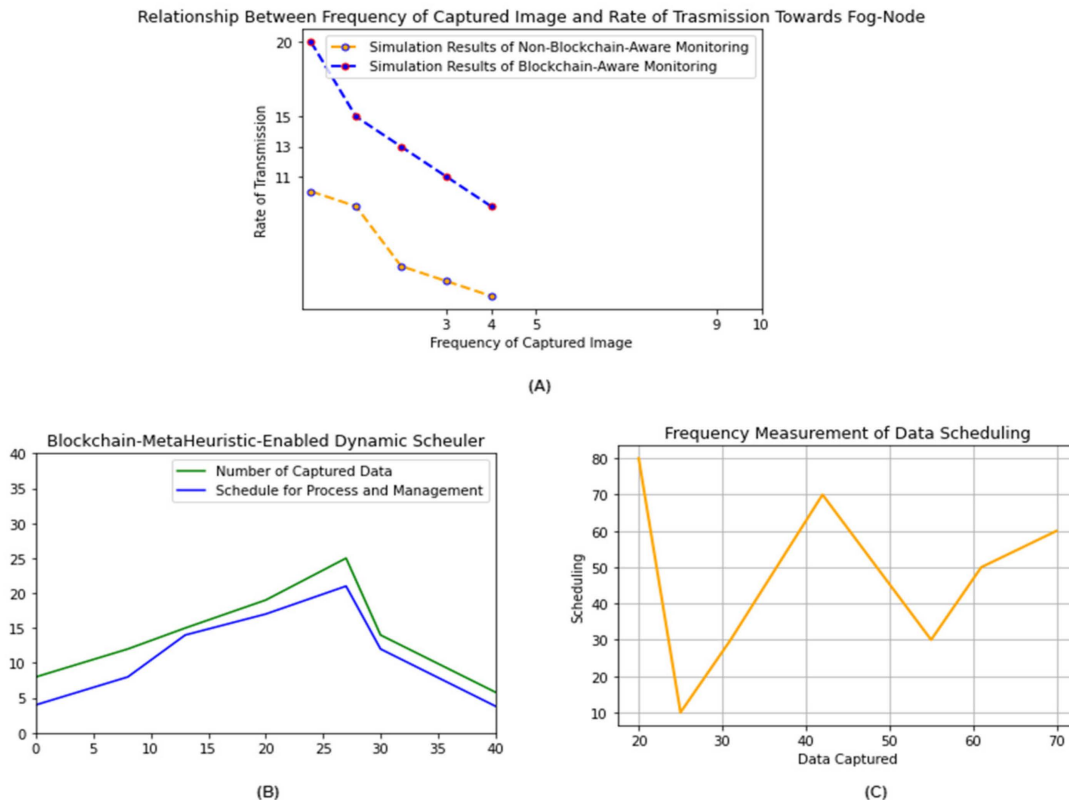 Relationship Between Frequency of Captured Image and Rate of Trasmission Towards Fog-Node
Simulation Results of Non-Blockchain-Aware Monitoring
Simulation Results of Blockchain-Aware Monitoring
20
15
13
11
Rate of Transmission
3 4 5 9 10
Frequency of Captured Image
(A)
Blockchain-MetaHeuristic-Enabled Dynamic Scheuler
Number of Captured Data
Schedule for Process and Management
40
35
30
25
20
15
10
5
0
0 5 10 15 20 25 30 35 40
(B)
Frequency Measurement of Data Scheduling
80
70
60
50
40
30
20
10
Scheduling
20 30 40 50 60 70
Data Captured
(C)